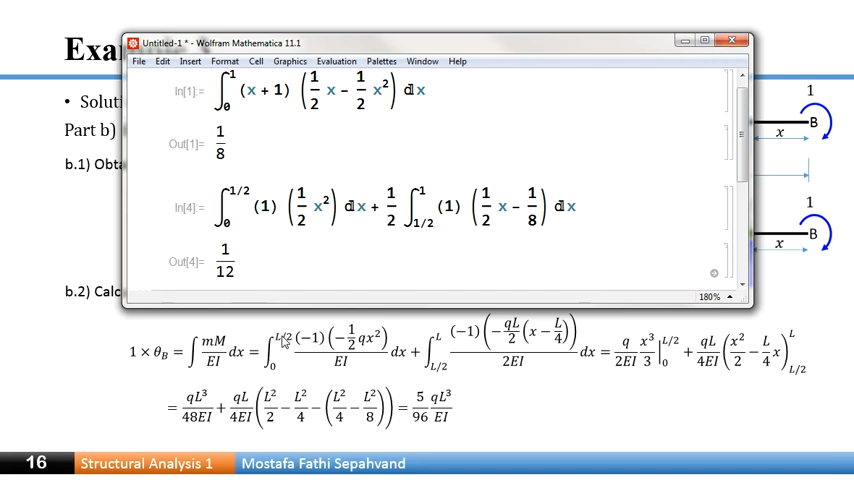 Exa
Untitled-1 * - Wolfram Mathematica 11.1
File Edit Insert Format Cell Graphics Evaluation Palettes Window Help
• Soluti
Part b)
b.1) Obta
In[1]:= ∫_0^1 (x + 1) (1/2 x − 1/2 x²) dx
Out[1]= 1/8
In[4]:= ∫_0^{1/2} (1) (1/2 x²) dx + 1/2 ∫_{1/2}^1 (1) (1/2 x − 1/8) dx
Out[4]= 1/12
180%
1
B
x
1
B
x
b.2) Calc
1 × θ_B = ∫ mM/EI dx = ∫_0^{L/2} (−1)(−1/2 qx²)/EI dx + ∫_{L/2}^L (−1)(−qL/2 (x − L/4))/2EI dx = q/2EI x³/3 |_0^{L/2} + qL/4EI (x²/2 − L/4 x)_{L/2}^L
= qL³/48EI + qL/4EI (L²/2 − L²/4 − (L²/4 − L²/8)) = 5/96 qL³/EI
16 Structural Analysis 1 Mostafa Fathi Sepahvand